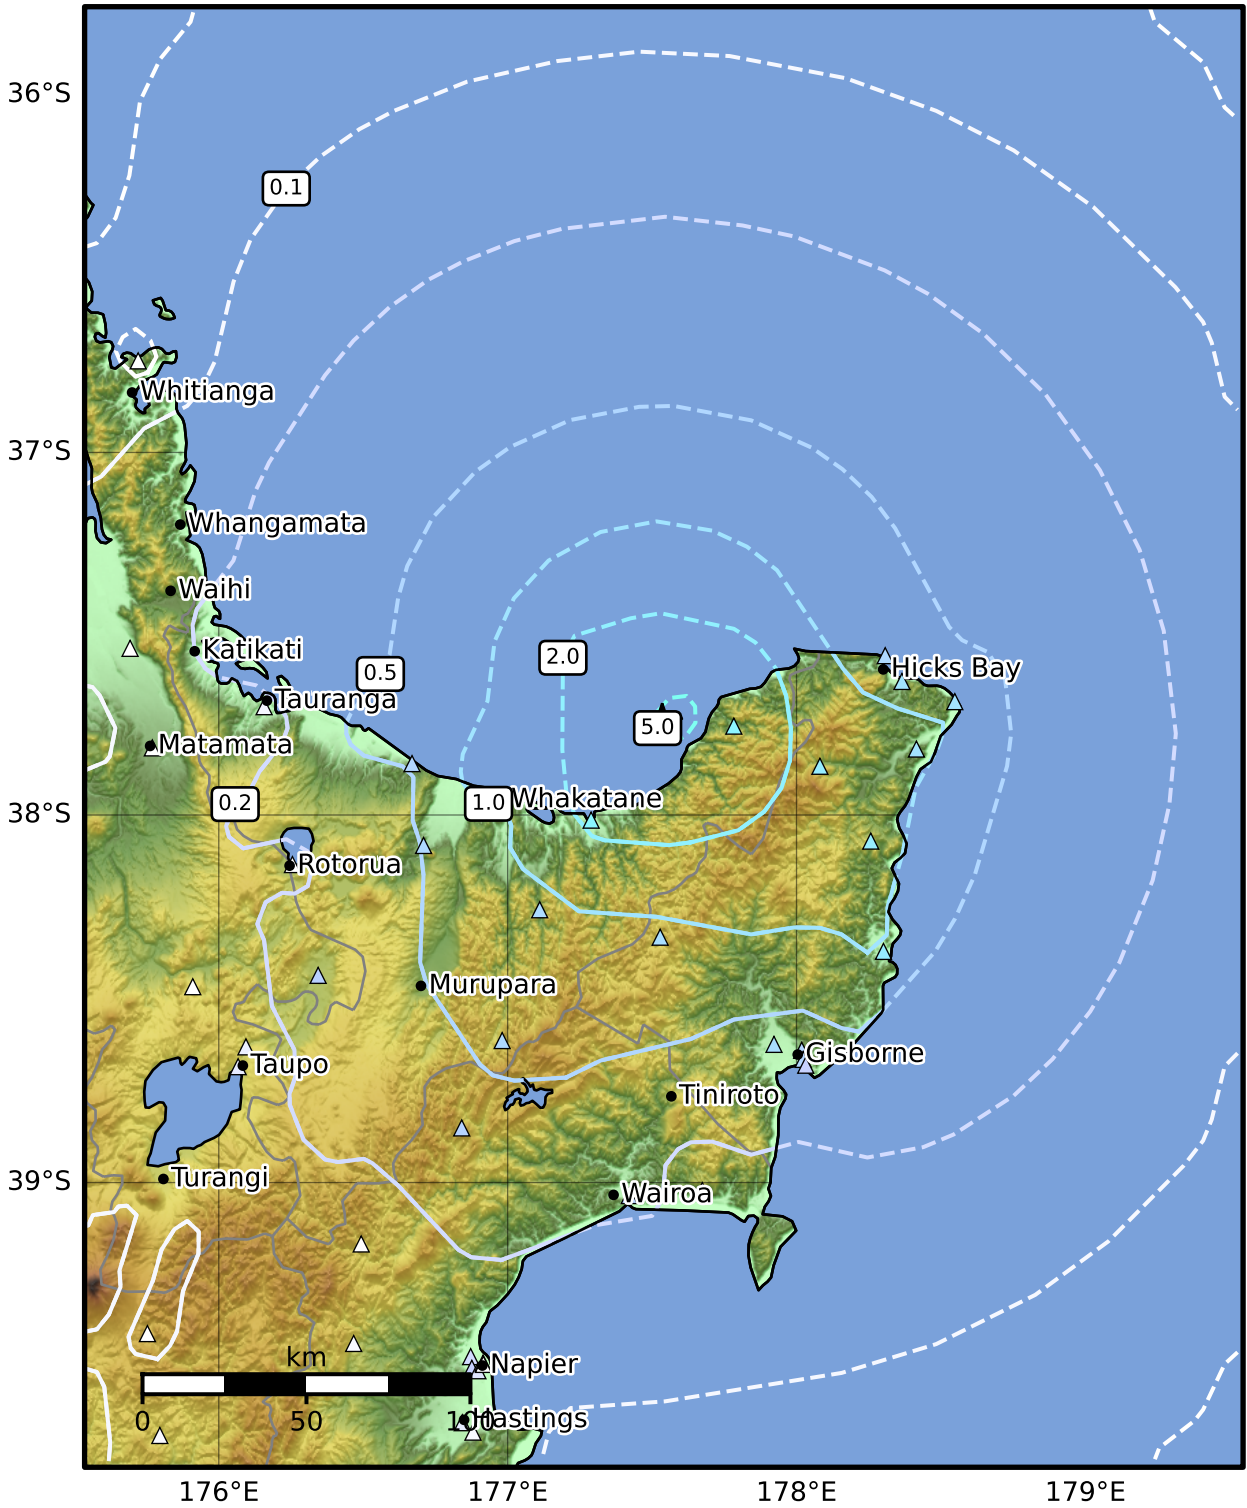 36°S
0.1
Whitianga
37°S
Whangamata
Waihi
Katikati
2.0
Hicks Bay
0.5
Tauranga
5.0
Matamata
0.2
1.0
Whakatane
38°S
Rotorua
Murupara
Gisborne
Taupo
Tiniroto
Turangi
39°S
Wairoa
km
Napier
0 50 100
Hastings
176°E 177°E 178°E 179°E